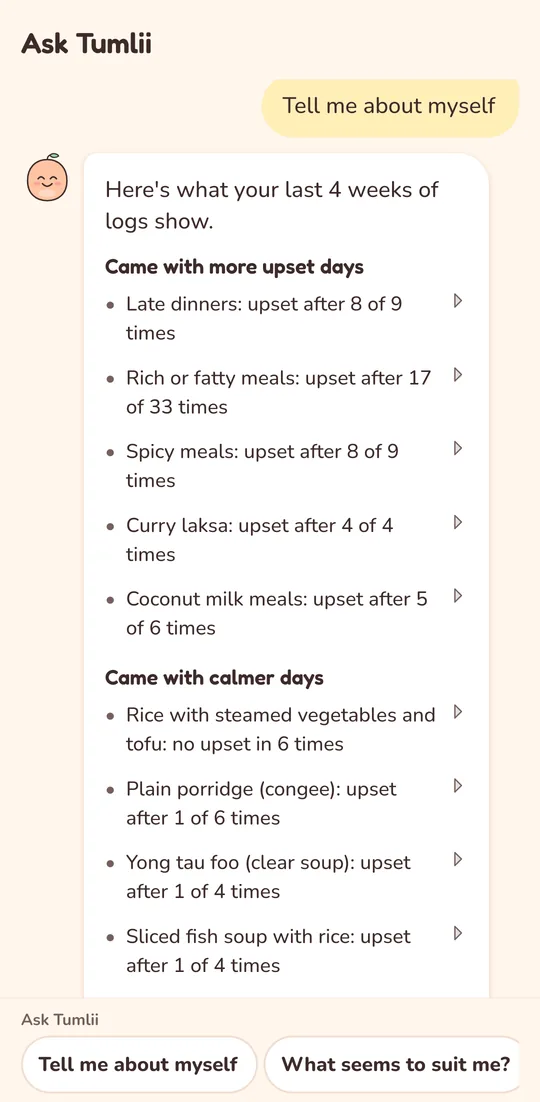 Ask Tumlii
Tell me about myself
Here's what your last 4 weeks of
logs show.
Came with more upset days
• Late dinners: upset after 8 of 9
times
• Rich or fatty meals: upset after 17
of 33 times
• Spicy meals: upset after 8 of 9
times
• Curry laksa: upset after 4 of 4
times
• Coconut milk meals: upset after 5
of 6 times
Came with calmer days
• Rice with steamed vegetables and
tofu: no upset in 6 times
• Plain porridge (congee): upset
after 1 of 6 times
• Yong tau foo (clear soup): upset
after 1 of 4 times
• Sliced fish soup with rice: upset
after 1 of 4 times
Ask Tumlii
Tell me about myself
What seems to suit me?